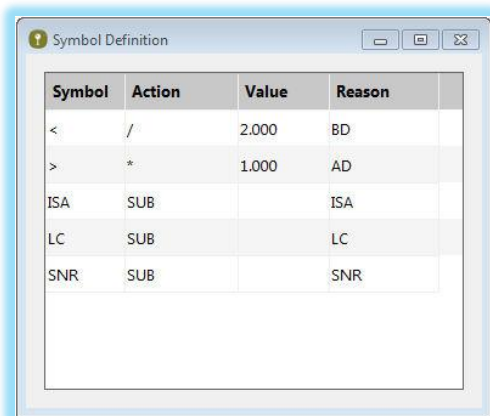 Symbol Definition
Symbol Action Value Reason
< / 2.000 BD
> * 1.000 AD
ISA SUB ISA
LC SUB LC
SNR SUB SNR